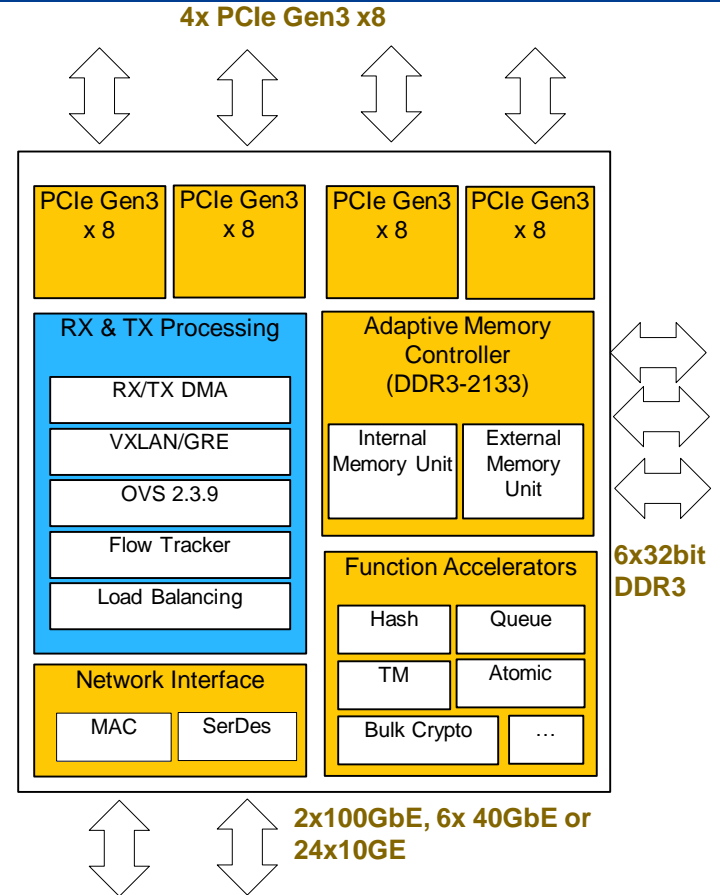 4x PCIe Gen3 x8
PCIe Gen3
x 8
PCIe Gen3
x 8
PCIe Gen3
x 8
PCIe Gen3
x 8
RX & TX Processing
RX/TX DMA
VXLAN/GRE
OVS 2.3.9
Flow Tracker
Load Balancing
Adaptive Memory
Controller
(DDR3-2133)
Internal
Memory Unit
External
Memory
Unit
6x32bit
DDR3
Function Accelerators
Hash
Queue
TM
Atomic
Bulk Crypto
…
Network Interface
MAC
SerDes
2x100GbE, 6x 40GbE or
24x10GE